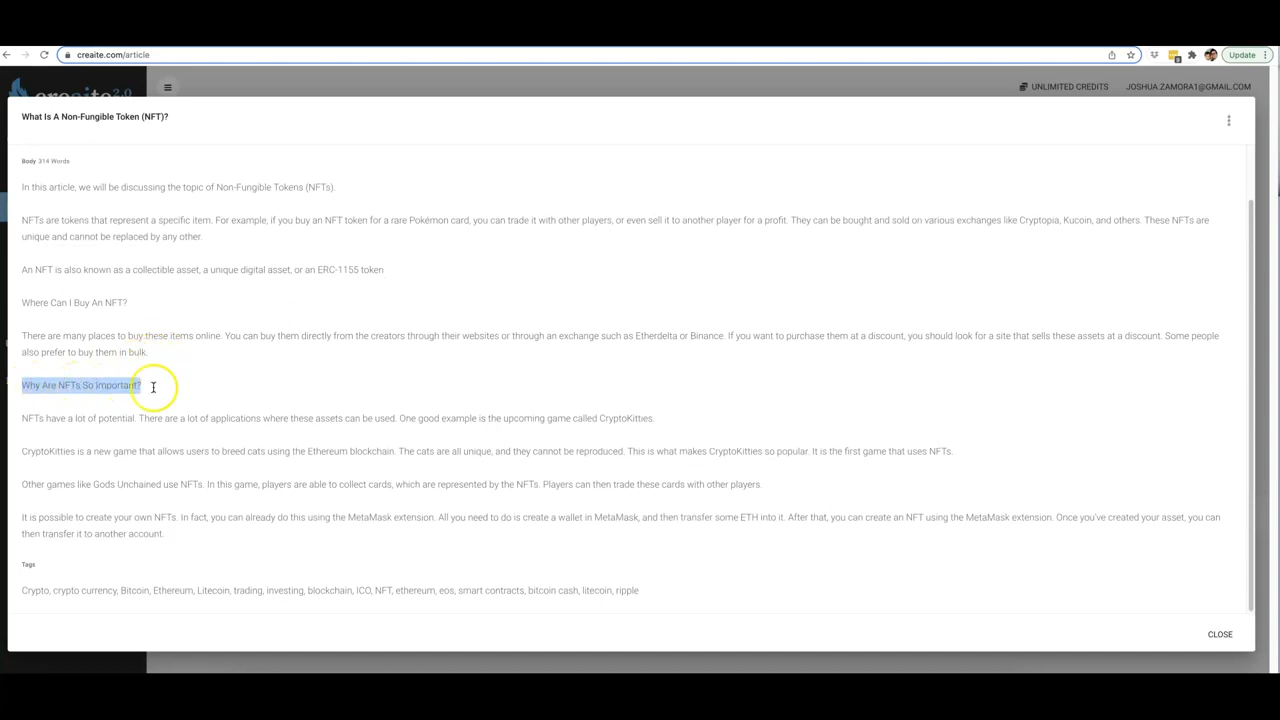 creaite.com/article
Update
creaite 2.0
UNLIMITED CREDITS
JOSHUA.ZAMORA1@GMAIL.COM
What Is A Non-Fungible Token (NFT)?
Body 314 Words
In this article, we will be discussing the topic of Non-Fungible Tokens (NFTs).
NFTs are tokens that represent a specific item. For example, if you buy an NFT token for a rare Pokémon card, you can trade it with other players, or even sell it to another player for a profit. They can be bought and sold on various exchanges like Cryptopia, Kucoin, and others. These NFTs are
unique and cannot be replaced by any other.
An NFT is also known as a collectible asset, a unique digital asset, or an ERC-1155 token
Where Can I Buy An NFT?
There are many places to buy these items online. You can buy them directly from the creators through their websites or through an exchange such as Etherdelta or Binance. If you want to purchase them at a discount, you should look for a site that sells these assets at a discount. Some people
also prefer to buy them in bulk.
Why Are NFTs So Important?
NFTs have a lot of potential. There are a lot of applications where these assets can be used. One good example is the upcoming game called CryptoKitties.
CryptoKitties is a new game that allows users to breed cats using the Ethereum blockchain. The cats are all unique, and they cannot be reproduced. This is what makes CryptoKitties so popular. It is the first game that uses NFTs.
Other games like Gods Unchained use NFTs. In this game, players are able to collect cards, which are represented by the NFTs. Players can then trade these cards with other players.
It is possible to create your own NFTs. In fact, you can already do this using the MetaMask extension. All you need to do is create a wallet in MetaMask, and then transfer some ETH into it. After that, you can create an NFT using the MetaMask extension. Once you've created your asset, you can
then transfer it to another account.
Tags
Crypto, crypto currency, Bitcoin, Ethereum, Litecoin, trading, investing, blockchain, ICO, NFT, ethereum, eos, smart contracts, bitcoin cash, litecoin, ripple
CLOSE